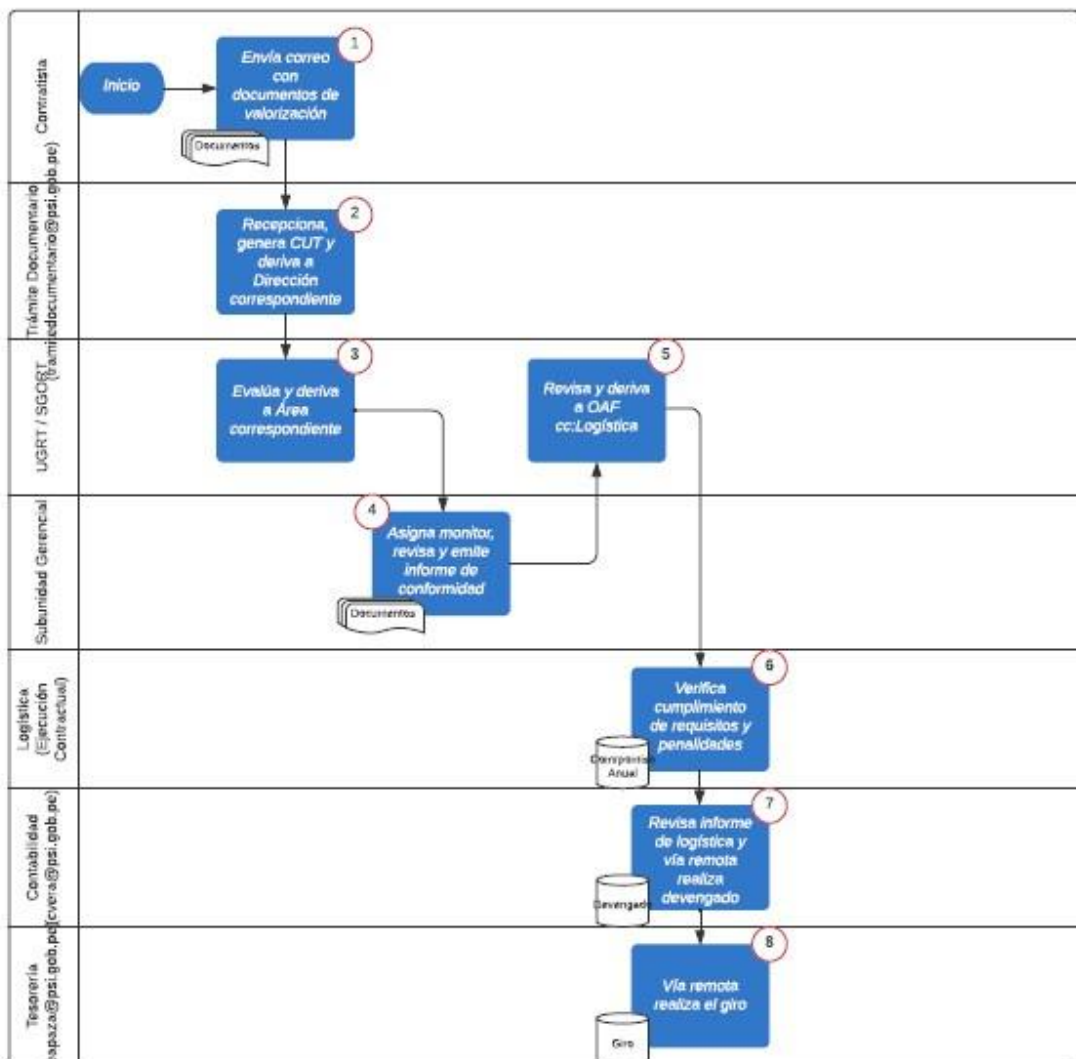 Contratista
Inicio
1
Envía correo
con
documentos de
valorización
Documentos
Trámite Documentario
(tramitedocumentario@psi.gob.pe)
2
Recepciona,
genera CUT y
deriva a
Dirección
correspondiente
UGRT / SGORT
3
Evalúa y deriva
a Área
correspondiente
5
Revisa y deriva
a OAF
cc:Logística
Subunidad Gerencial
4
Asigna monitor,
revisa y emite
informe de
conformidad
Documentos
Logística
(Ejecución
Contractual)
6
Verifica
cumplimiento
de requisitos y
penalidades
Compromiso
Anual
Contabilidad
(cvera@psi.gob.pe)
7
Revisa informe
de logística y
vía remota
realiza
devengado
Devengado
Tesorería
apaza@psi.gob.pe
8
Vía remota
realiza el giro
Giro